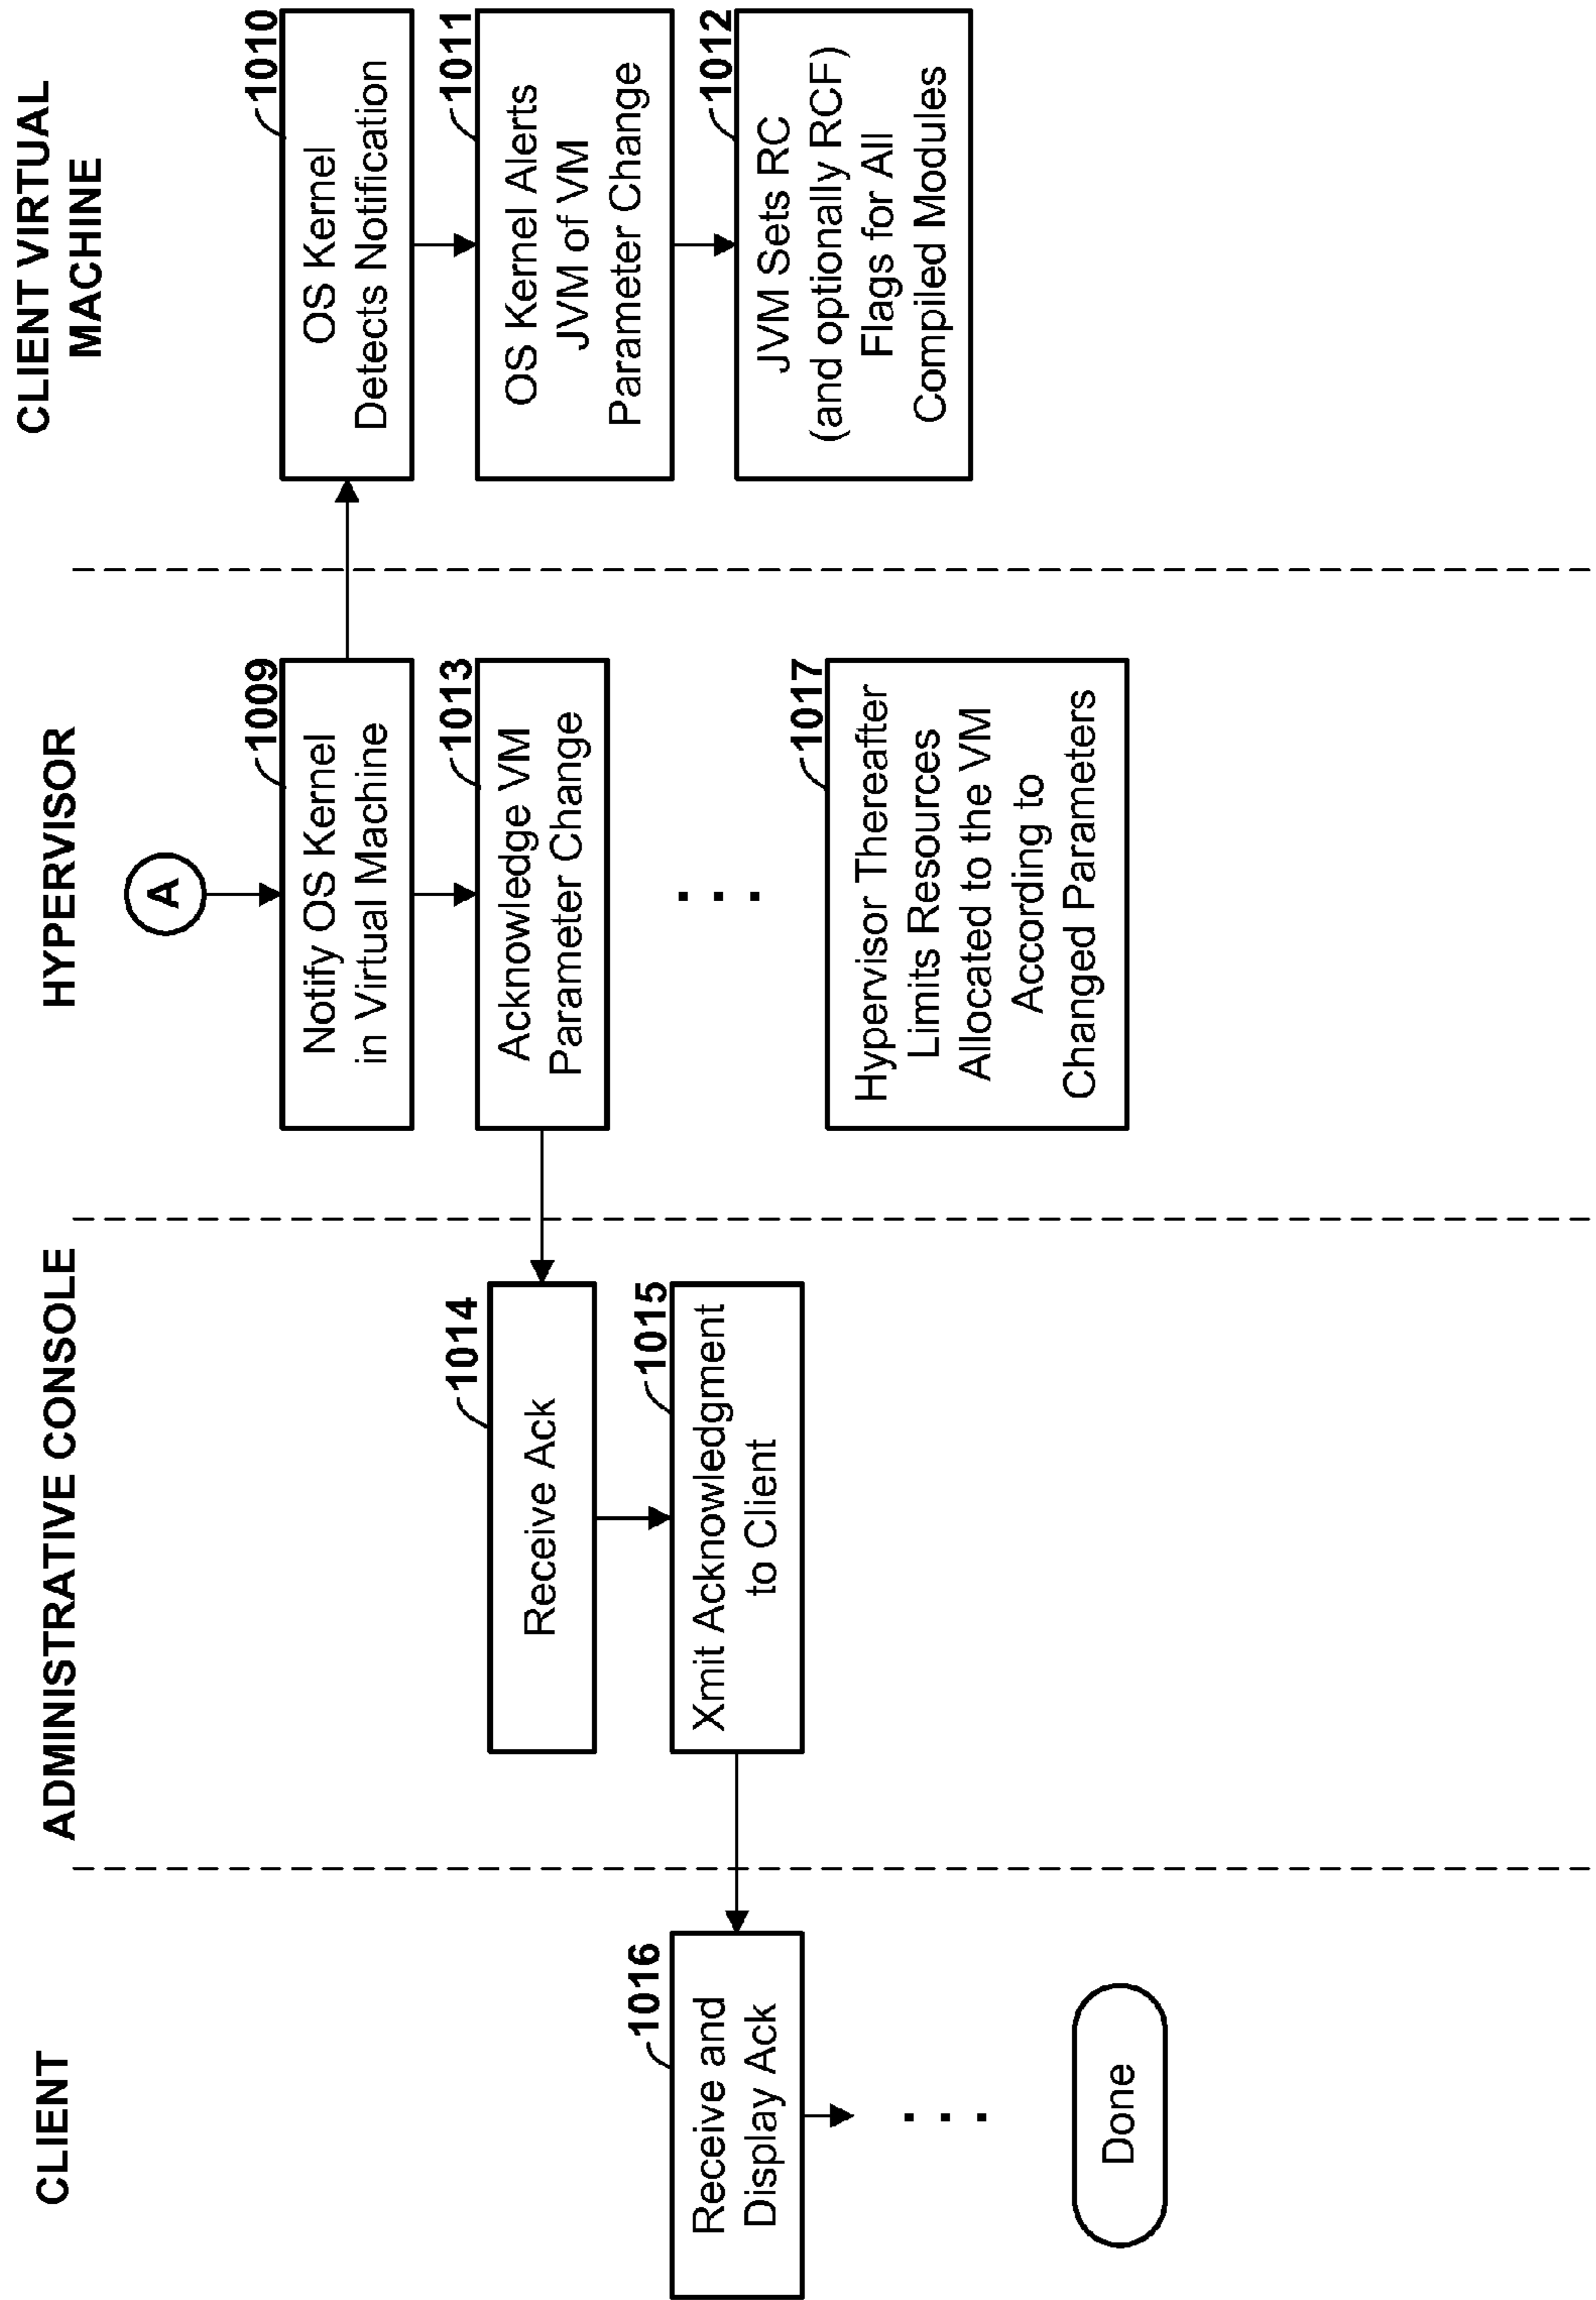 CLIENT
ADMINISTRATIVE CONSOLE
HYPERVISOR
CLIENT VIRTUAL
MACHINE
A
1009
Notify OS Kernel
in Virtual Machine
1010
OS Kernel
Detects Notification
1011
OS Kernel Alerts
JVM of VM
Parameter Change
1012
JVM Sets RC
(and optionally RCF)
Flags for All
Compiled Modules
1013
Acknowledge VM
Parameter Change
1014
Receive Ack
1015
Xmit Acknowledgment
to Client
1016
Receive and
Display Ack
. . .
Done
. . .
1017
Hypervisor Thereafter
Limits Resources
Allocated to the VM
According to
Changed Parameters